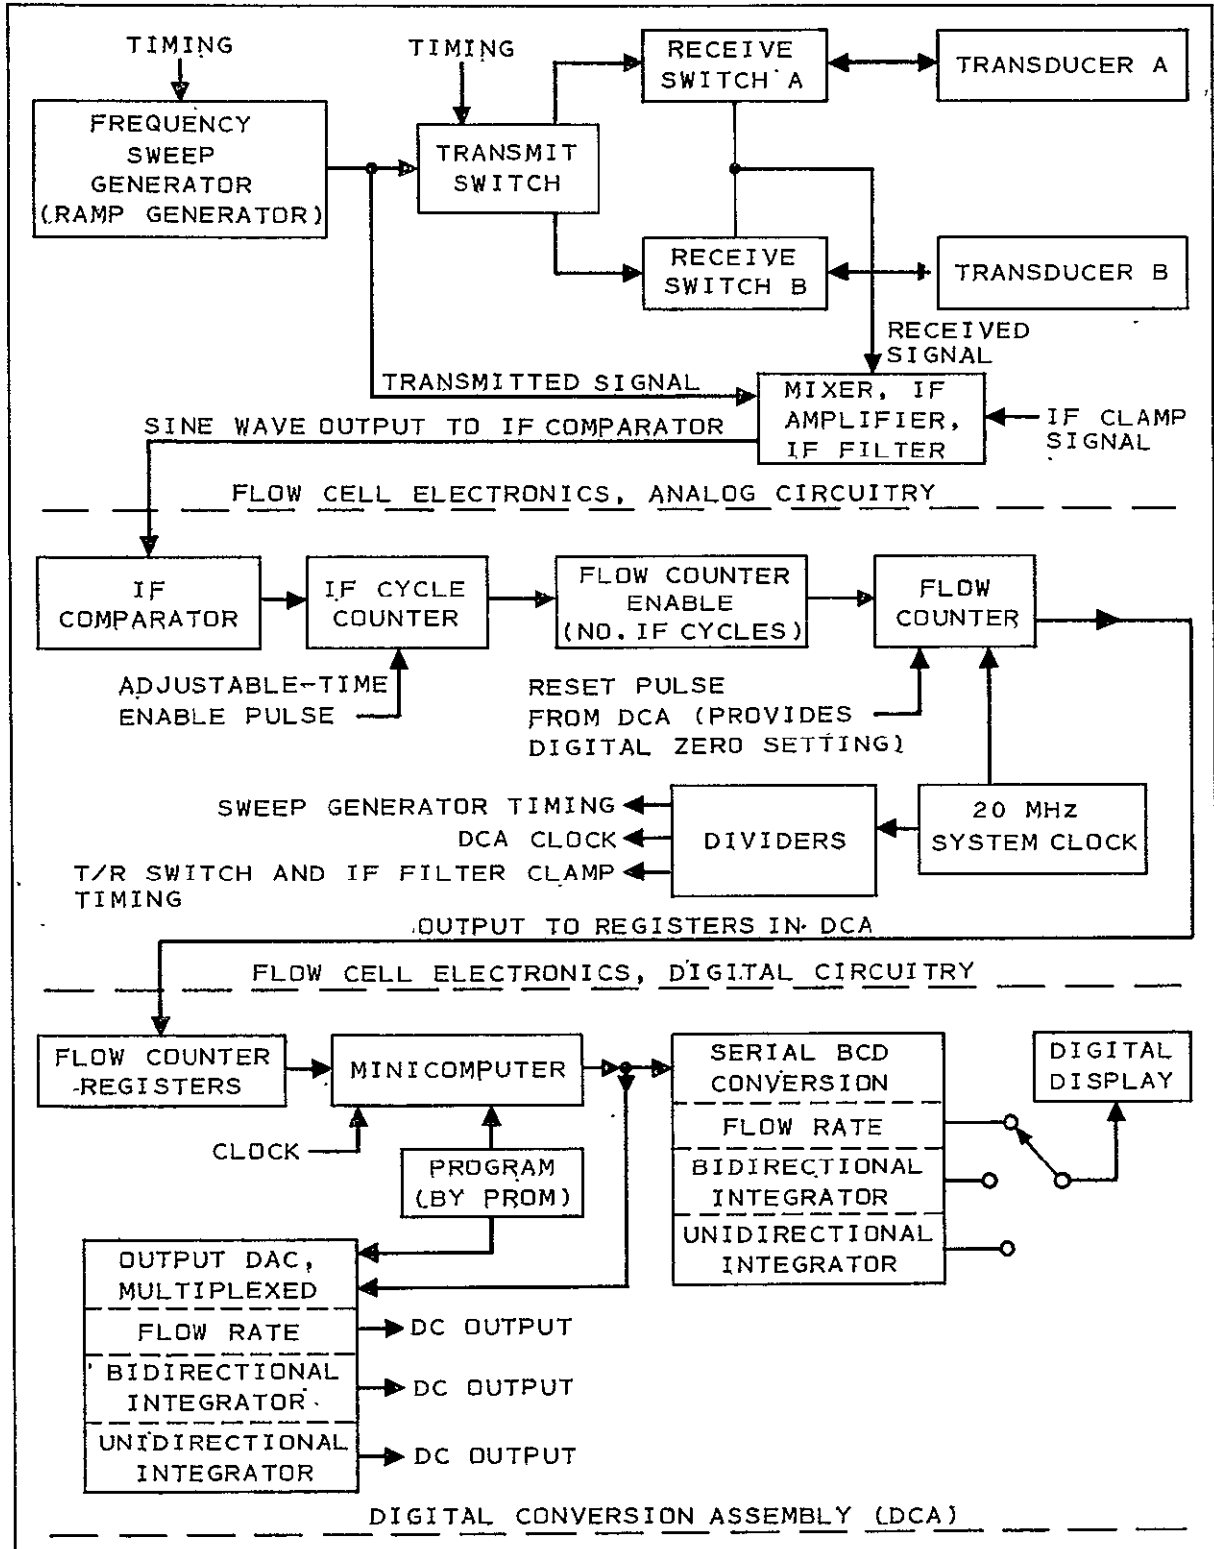 TIMING
TIMING
FREQUENCY
SWEEP
GENERATOR
(RAMP GENERATOR)
TRANSMIT
SWITCH
RECEIVE
SWITCH A
TRANSDUCER A
RECEIVE
SWITCH B
TRANSDUCER B
RECEIVED
SIGNAL
TRANSMITTED SIGNAL
MIXER, IF
AMPLIFIER,
IF FILTER
IF CLAMP
SIGNAL
SINE WAVE OUTPUT TO IF COMPARATOR
FLOW CELL ELECTRONICS, ANALOG CIRCUITRY
IF
COMPARATOR
IF CYCLE
COUNTER
FLOW COUNTER
ENABLE
(NO. IF CYCLES)
FLOW
COUNTER
ADJUSTABLE-TIME
ENABLE PULSE
RESET PULSE
FROM DCA (PROVIDES
DIGITAL ZERO SETTING)
SWEEP GENERATOR TIMING
DCA CLOCK
T/R SWITCH AND IF FILTER CLAMP
TIMING
DIVIDERS
20 MHz
SYSTEM CLOCK
OUTPUT TO REGISTERS IN DCA
FLOW CELL ELECTRONICS, DIGITAL CIRCUITRY
FLOW COUNTER
REGISTERS
MINICOMPUTER
CLOCK
PROGRAM
(BY PROM)
SERIAL BCD
CONVERSION
FLOW RATE
BIDIRECTIONAL
INTEGRATOR
UNIDIRECTIONAL
INTEGRATOR
DIGITAL
DISPLAY
OUTPUT DAC,
MULTIPLEXED
FLOW RATE
DC OUTPUT
BIDIRECTIONAL
INTEGRATOR
DC OUTPUT
UNIDIRECTIONAL
INTEGRATOR
DC OUTPUT
DIGITAL CONVERSION ASSEMBLY (DCA)